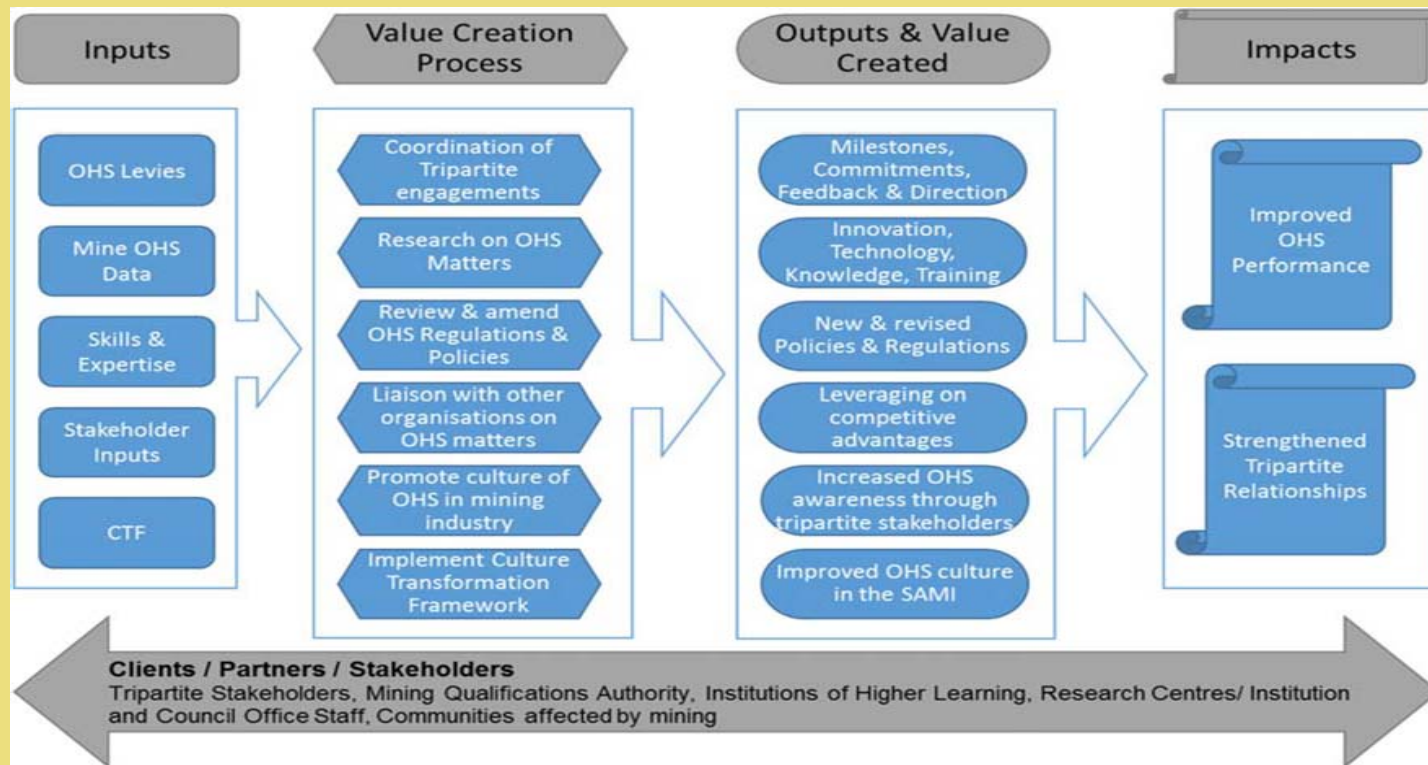 Inputs
Value Creation
Process
Outputs & Value
Created
Impacts
OHS Levies
Mine OHS
Data
Skills &
Expertise
Stakeholder
Inputs
CTF
Coordination of
Tripartite
engagements
Research on OHS
Matters
Review & amend
OHS Regulations &
Policies
Liaison with other
organisations on
OHS matters
Promote culture of
OHS in mining
industry
Implement Culture
Transformation
Framework
Milestones,
Commitments,
Feedback & Direction
Innovation,
Technology,
Knowledge, Training
New & revised
Policies & Regulations
Leveraging on
competitive
advantages
Increased OHS
awareness through
tripartite stakeholders
Improved OHS culture
in the SAMI
Improved
OHS
Performance
Strengthened
Tripartite
Relationships
Clients / Partners / Stakeholders
Tripartite Stakeholders, Mining Qualifications Authority, Institutions of Higher Learning, Research Centres/ Institution
and Council Office Staff, Communities affected by mining